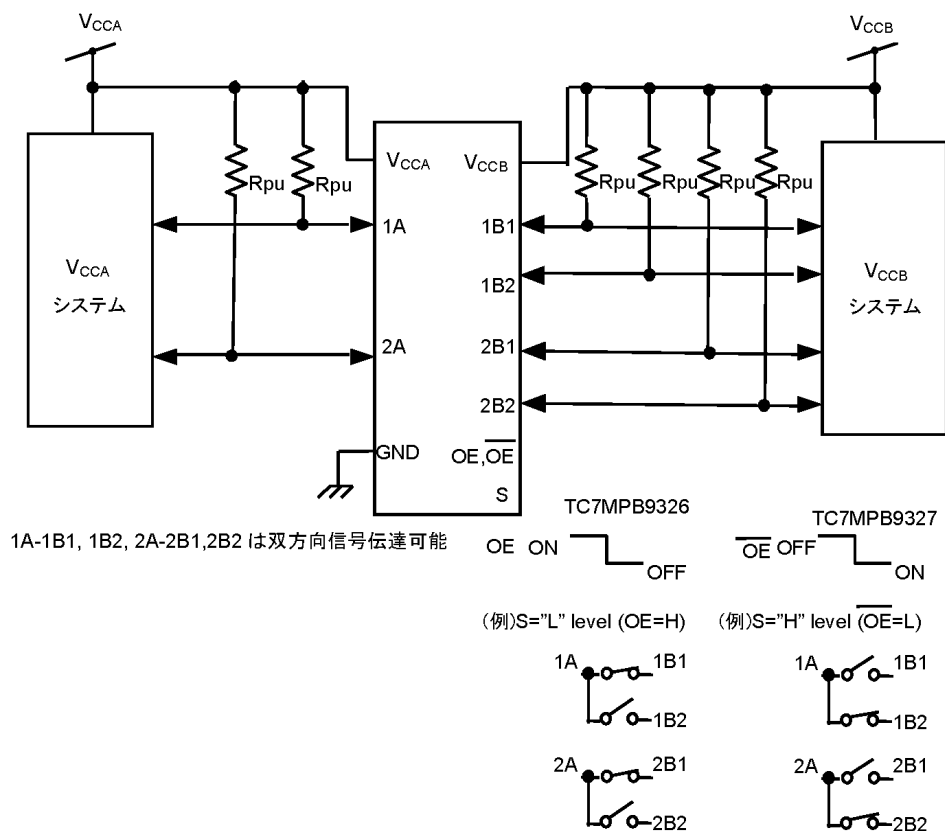 VCCA
VCCB
VCCA
システム
Rpu
Rpu
VCCA
VCCB
1A
1B1
1B2
2A
2B1
2B2
GND
OE,OE
S
Rpu
Rpu
Rpu
Rpu
VCCB
システム
1A-1B1, 1B2, 2A-2B1,2B2 は双方向信号伝達可能
TC7MPB9326
OE ON
OFF
TC7MPB9327
OE OFF
ON
(例)S="L" level (OE=H)
(例)S="H" level (OE=L)
1A
1B1
1B2
2A
2B1
2B2
1A
1B1
1B2
2A
2B1
2B2